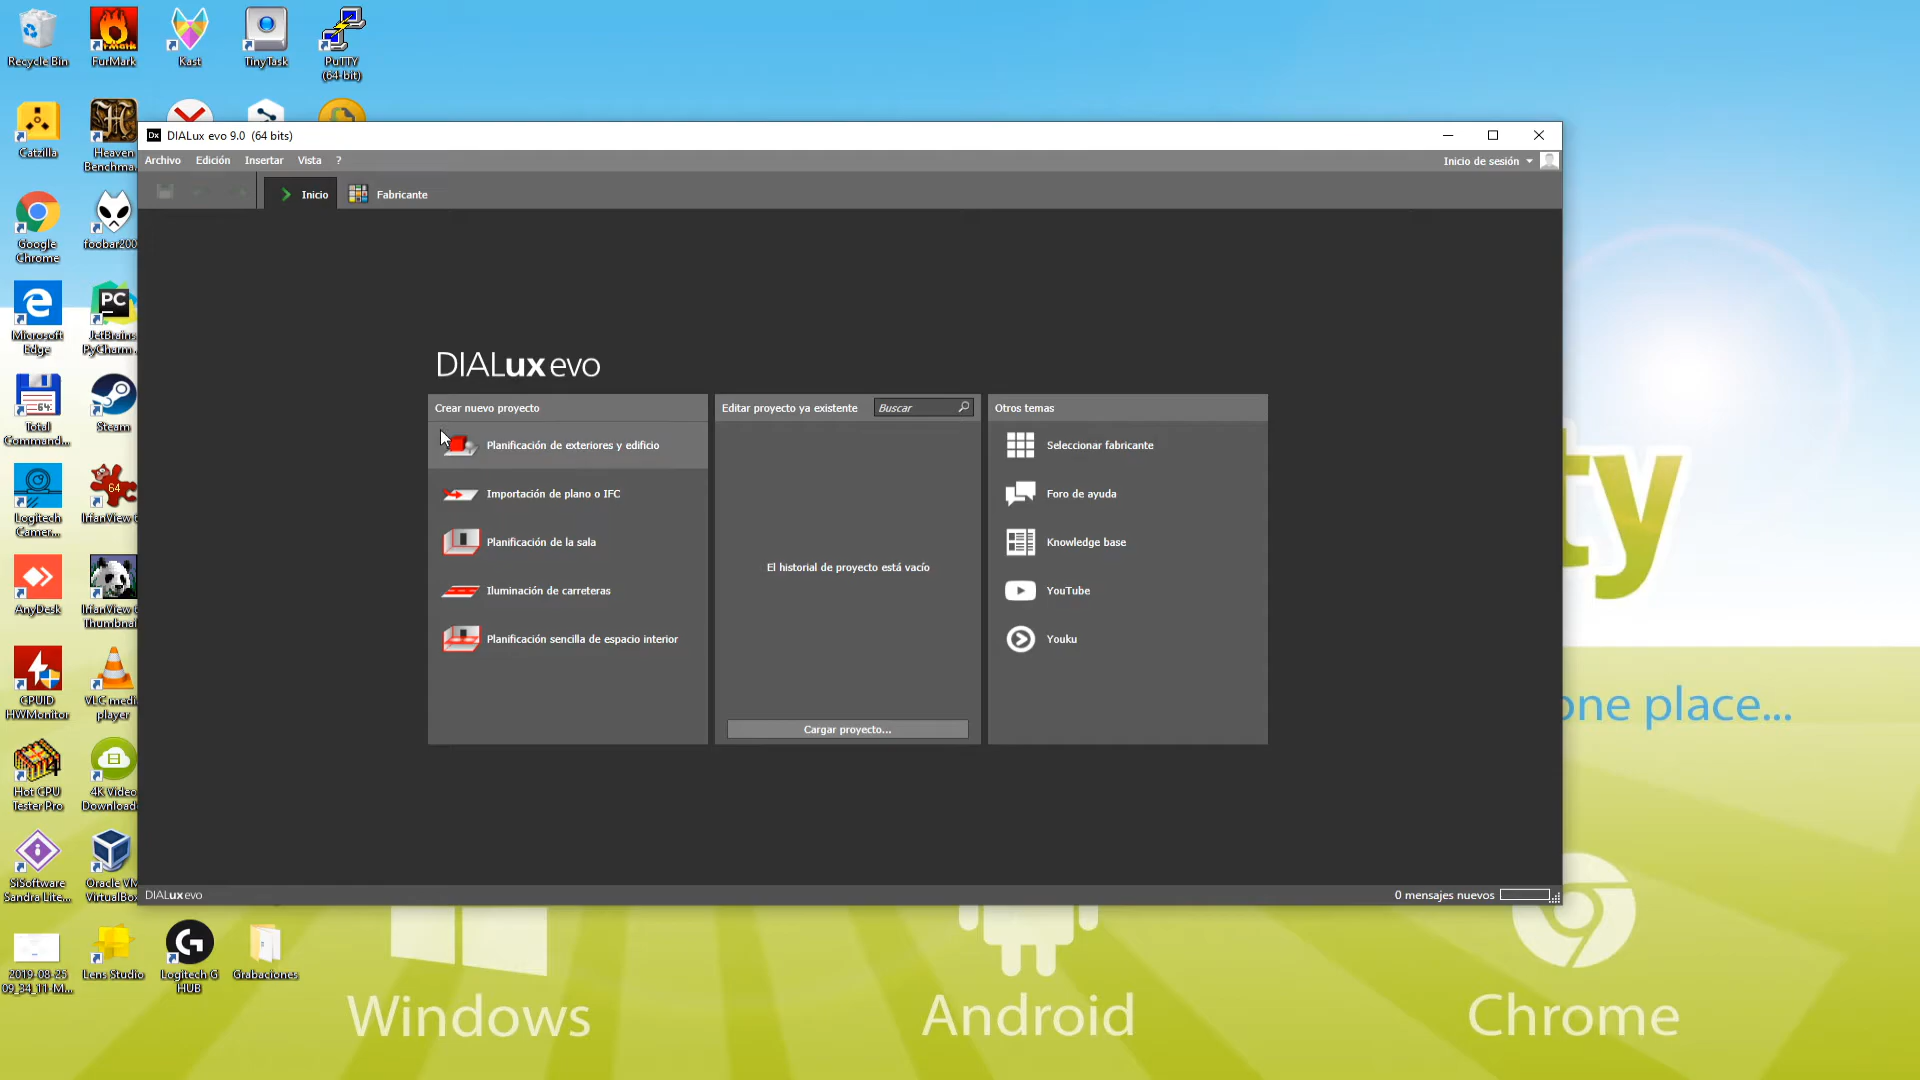 Recycle Bin
FurMark
Kast
TinyTask
PuTTY
(64-bit)
Catzilla
Heaven
Benchma...
Google
Chrome
foobar200
Microsoft
Edge
JetBrains
PyCharm...
64:
Total
Command...
Steam
Logitech
Camer...
64
IrfanView 6
AnyDesk
IrfanView 6
Thumbnai
CPUID
HWMonitor
VLC medi
player
Hot CPU
Tester Pro
4K Video
Download
SiSoftware
Sandra Lite...
Oracle VM
VirtualBox
2019-08-25
09_34_11-M...
Lens Studio
Logitech G
HUB
Grabaciones
Dx DIALux evo 9.0 (64 bits)
Archivo Edición Insertar Vista ?
Inicio de sesión
Inicio
Fabricante
DIALux evo
Crear nuevo proyecto
Planificación de exteriores y edificio
Importación de plano o IFC
Planificación de la sala
Iluminación de carreteras
Planificación sencilla de espacio interior
Editar proyecto ya existente
Buscar
El historial de proyecto está vacío
Cargar proyecto...
Otros temas
Seleccionar fabricante
Foro de ayuda
Knowledge base
YouTube
Youku
DIALux evo
0 mensajes nuevos
ty
one place...
Windows
Android
Chrome